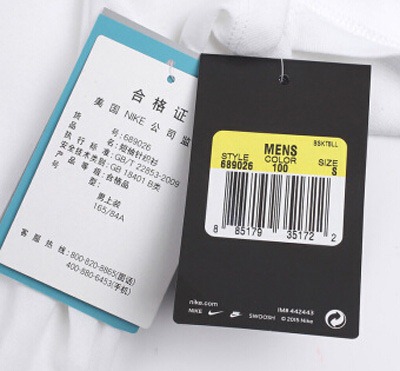 合格证
美国 NIKE 公司监
货 号:689026
品 名:短袖针织衫
执行标准:GB/T 22853-2009
安全技术类别:GB 18401 B类
产品等级:合格品
型:
男上装
165/84A
客服热线:800-820-8865(固话)
400-880-6453(手机)
BSKTBLL
MENS
STYLE COLOR SIZE
689026 100 S
8 85179 35172 2
nike.com
NIKE
SWOOSH
IM# 442443
© 2015 Nike